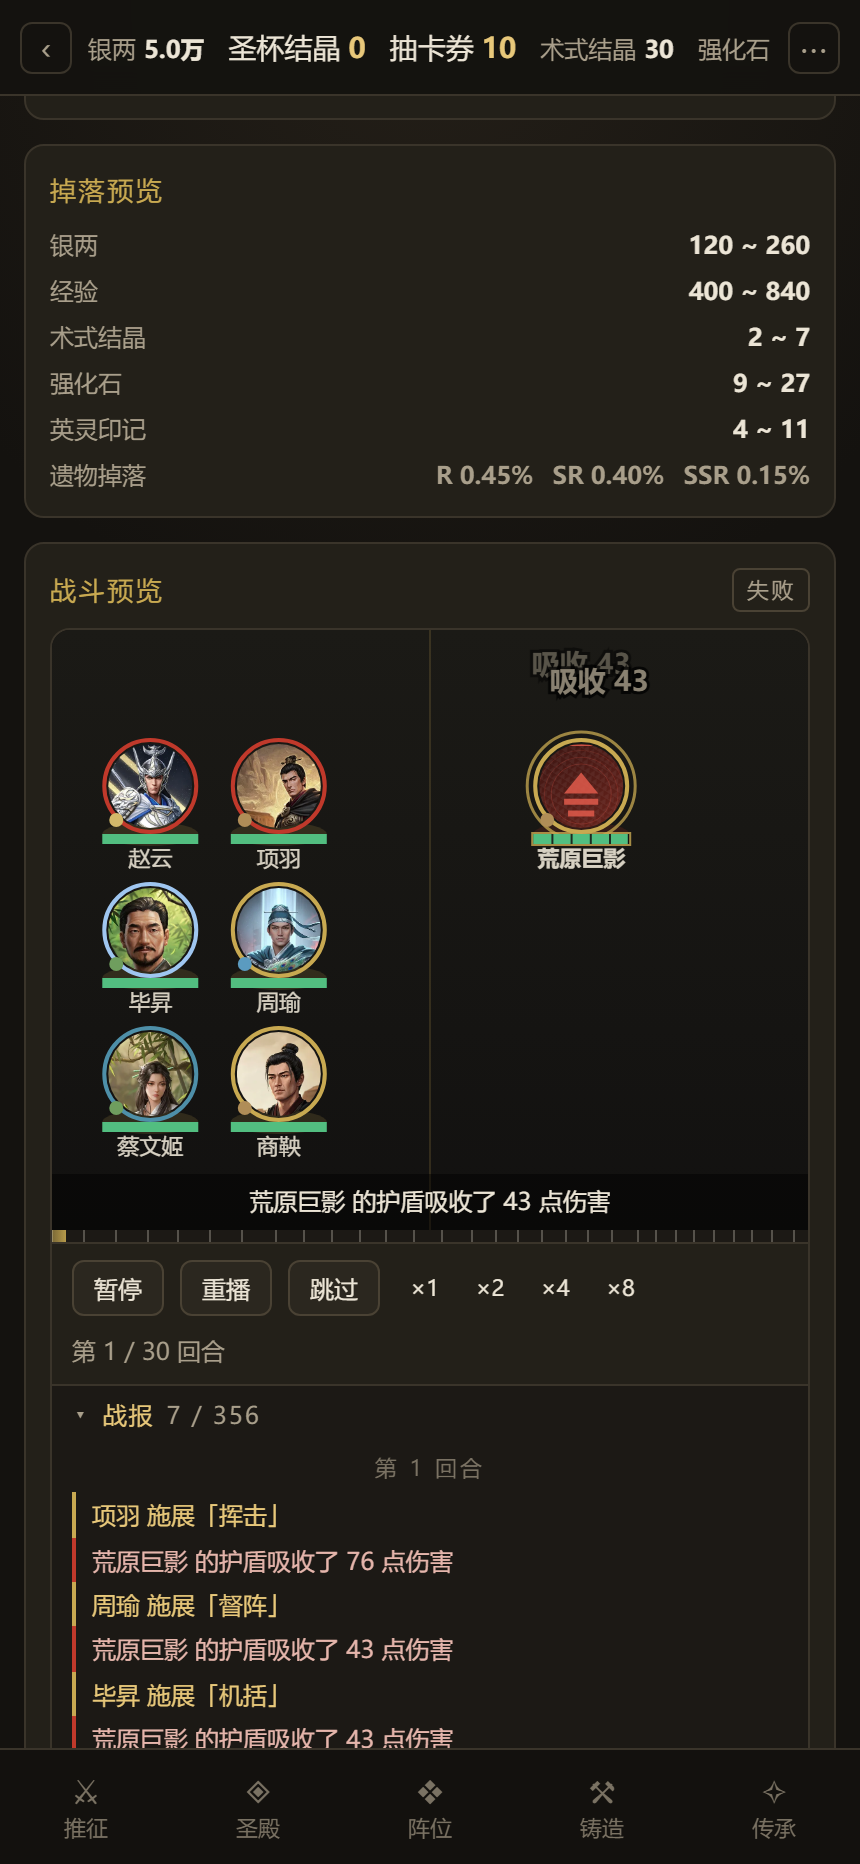 ‹ 银两 5.0万 圣杯结晶 0 抽卡券 10 术式结晶 30 强化石 ···
掉落预览
银两 120 ~ 260
经验 400 ~ 840
术式结晶 2 ~ 7
强化石 9 ~ 27
英灵印记 4 ~ 11
遗物掉落 R 0.45% SR 0.40% SSR 0.15%
战斗预览 失败
吸收 43
吸收 43
赵云 项羽 荒原巨影
毕昇 周瑜
蔡文姬 商鞅
荒原巨影 的护盾吸收了 43 点伤害
暂停 重播 跳过 ×1 ×2 ×4 ×8
第 1 / 30 回合
战报 7 / 356
第 1 回合
项羽 施展「挥击」
荒原巨影 的护盾吸收了 76 点伤害
周瑜 施展「督阵」
荒原巨影 的护盾吸收了 43 点伤害
毕昇 施展「机括」
荒原巨影 的护盾吸收了 43 点伤害
推征 圣殿 阵位 铸造 传承